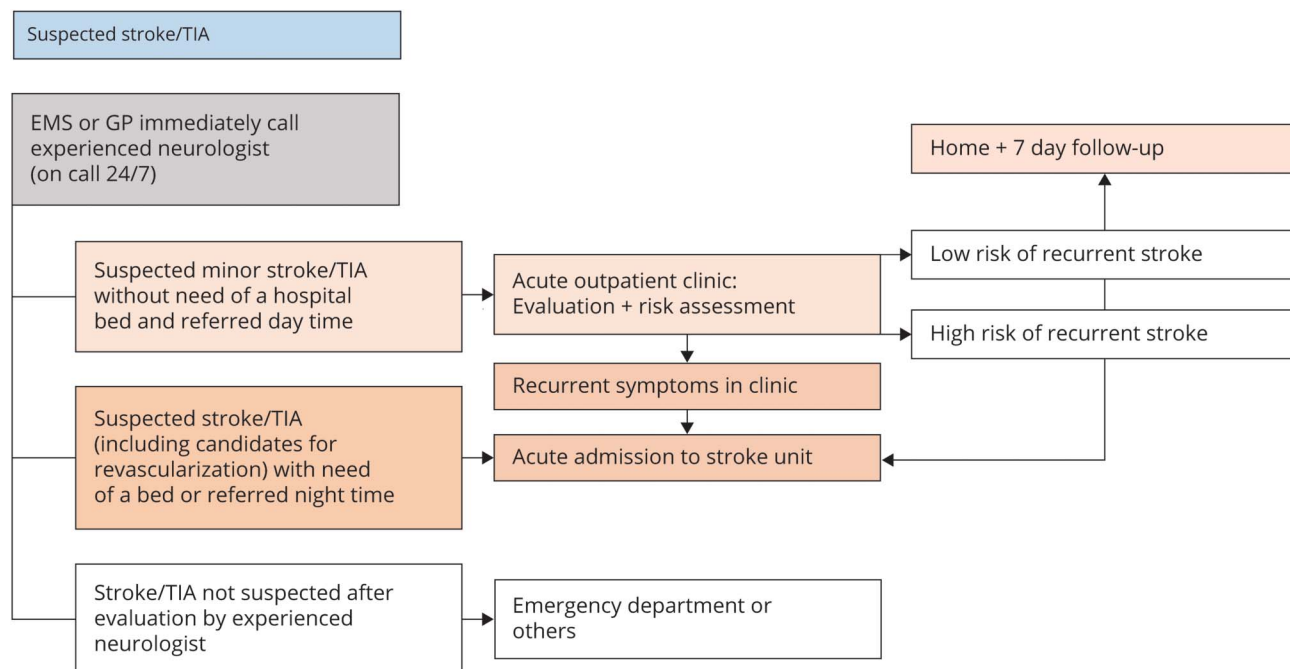 Suspected stroke/TIA
EMS or GP immediately call
experienced neurologist
(on call 24/7)
Home + 7 day follow-up
Suspected minor stroke/TIA
without need of a hospital
bed and referred day time
Acute outpatient clinic:
Evaluation + risk assessment
Low risk of recurrent stroke
High risk of recurrent stroke
Recurrent symptoms in clinic
Suspected stroke/TIA
(including candidates for
revascularization) with need
of a bed or referred night time
Acute admission to stroke unit
Stroke/TIA not suspected after
evaluation by experienced
neurologist
Emergency department or
others